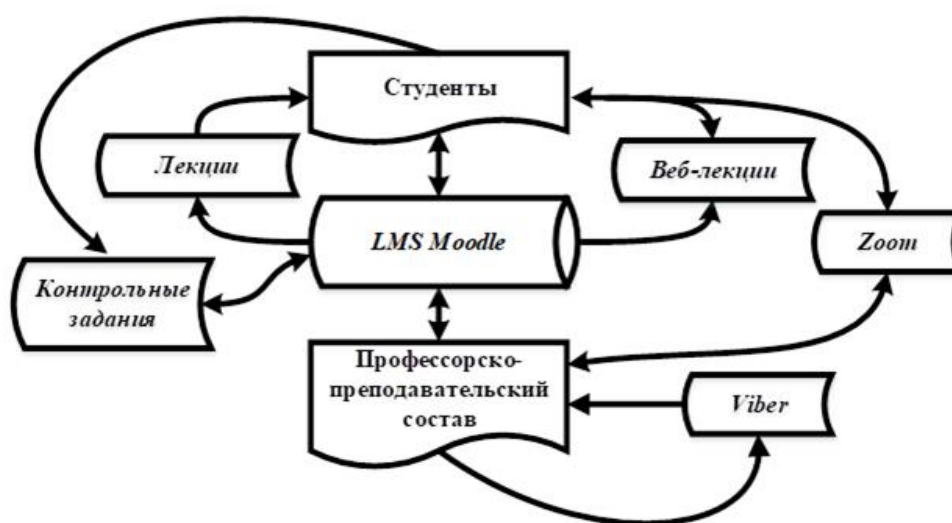 Студенты
Лекции
Веб-лекции
LMS Moodle
Zoom
Контрольные
задания
Профессорско-
преподавательский
состав
Viber